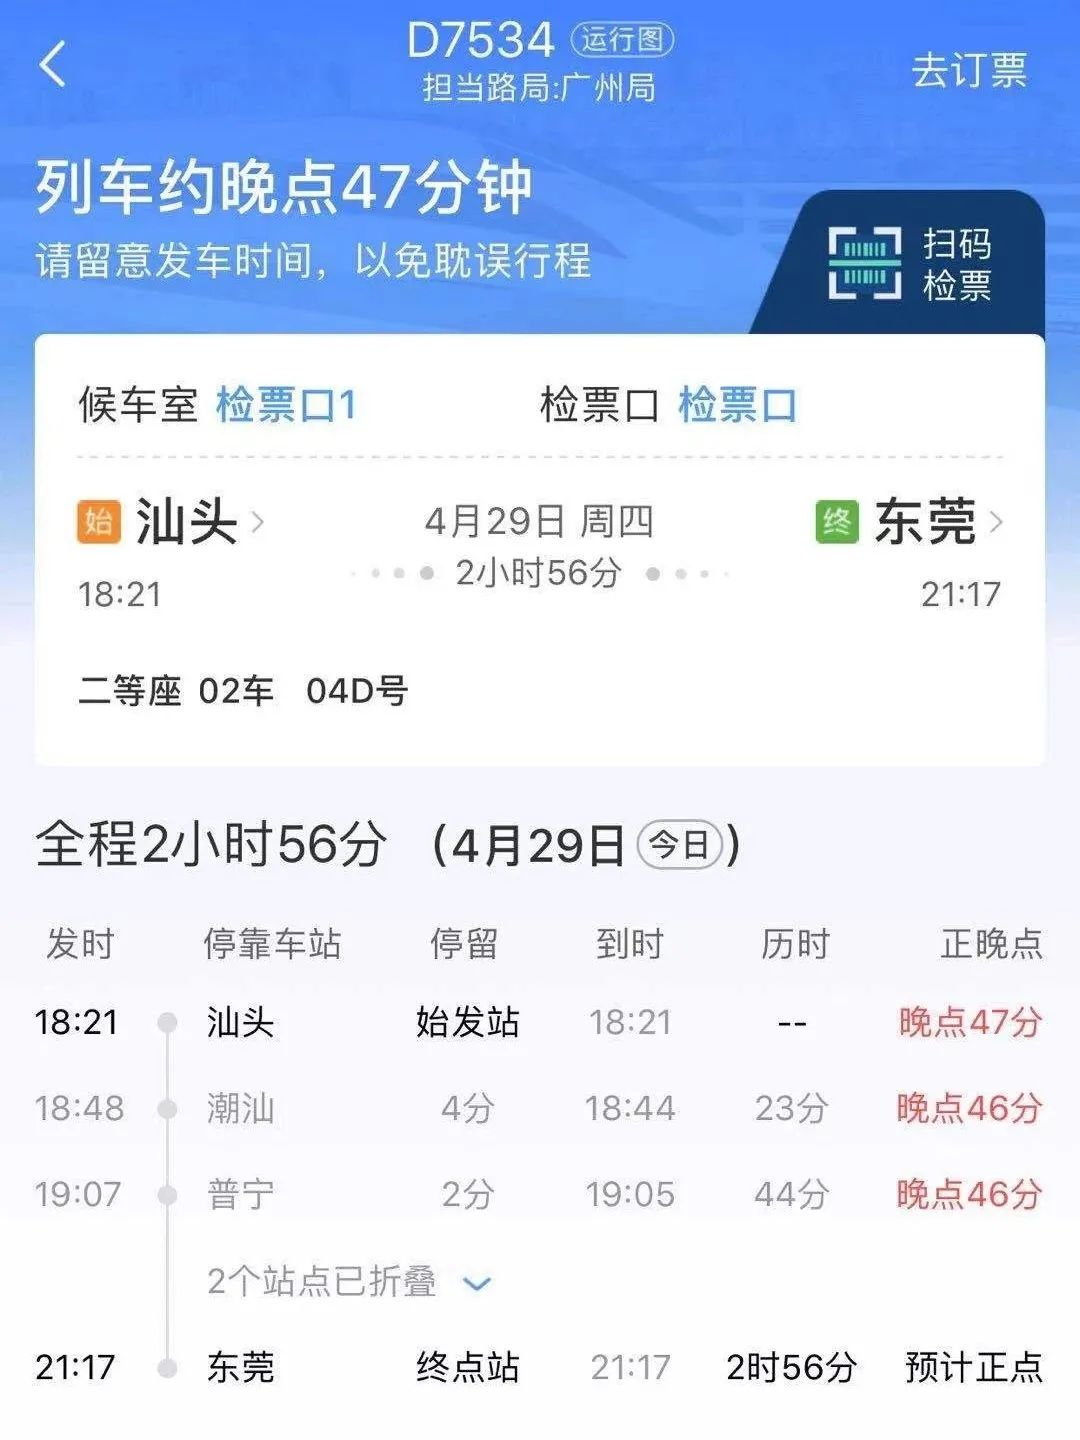 D7534 运行图
担当路局:广州局
去订票
列车约晚点47分钟
请留意发车时间，以免耽误行程
扫码
检票
候车室 检票口1 检票口 检票口
始 汕头 4月29日 周四 终 东莞
2小时56分
18:21 21:17
二等座 02车 04D号
全程2小时56分 (4月29日 今日)
发时 停靠车站 停留 到时 历时 正晚点
18:21 汕头 始发站 18:21 -- 晚点47分
18:48 潮汕 4分 18:44 23分 晚点46分
19:07 普宁 2分 19:05 44分 晚点46分
2个站点已折叠
21:17 东莞 终点站 21:17 2时56分 预计正点